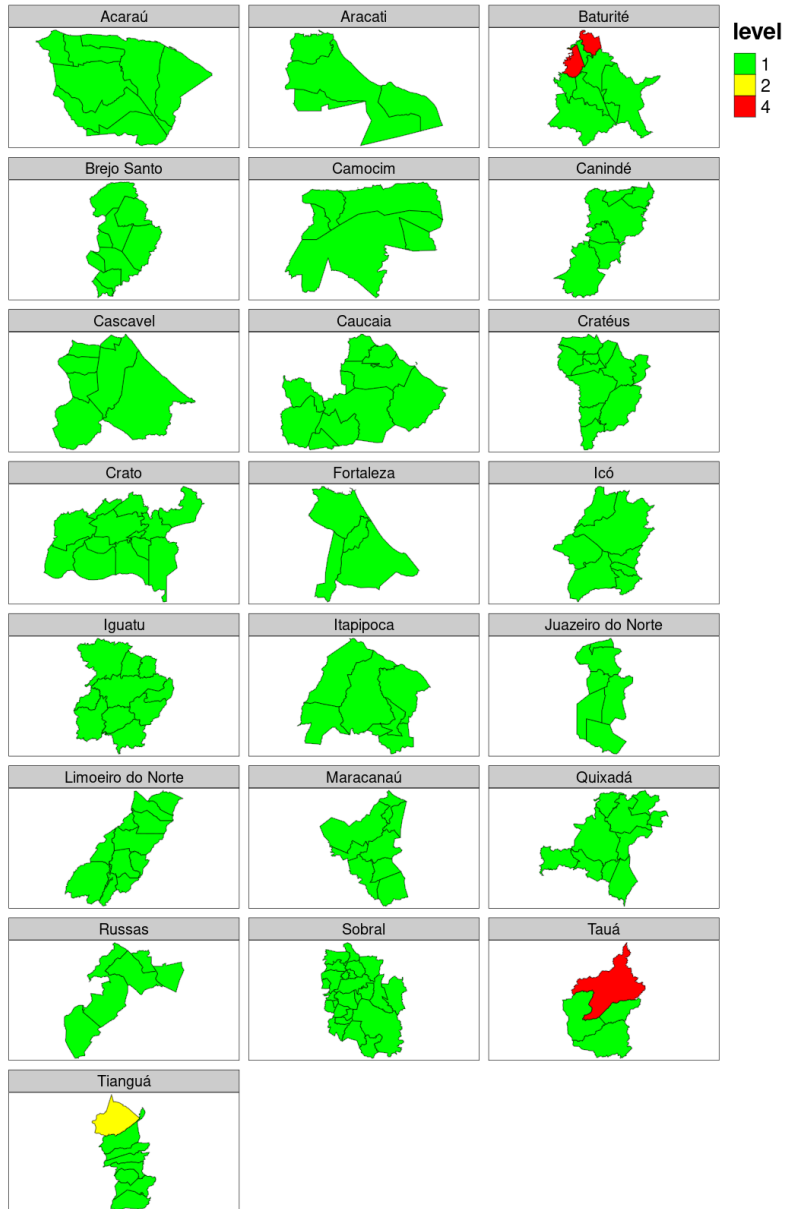 Acaraú
Aracati
Baturité
level
1
2
4
Brejo Santo
Camocim
Canindé
Cascavel
Caucaia
Cratéus
Crato
Fortaleza
Icó
Iguatu
Itapipoca
Juazeiro do Norte
Limoeiro do Norte
Maracanaú
Quixadá
Russas
Sobral
Tauá
Tianguá